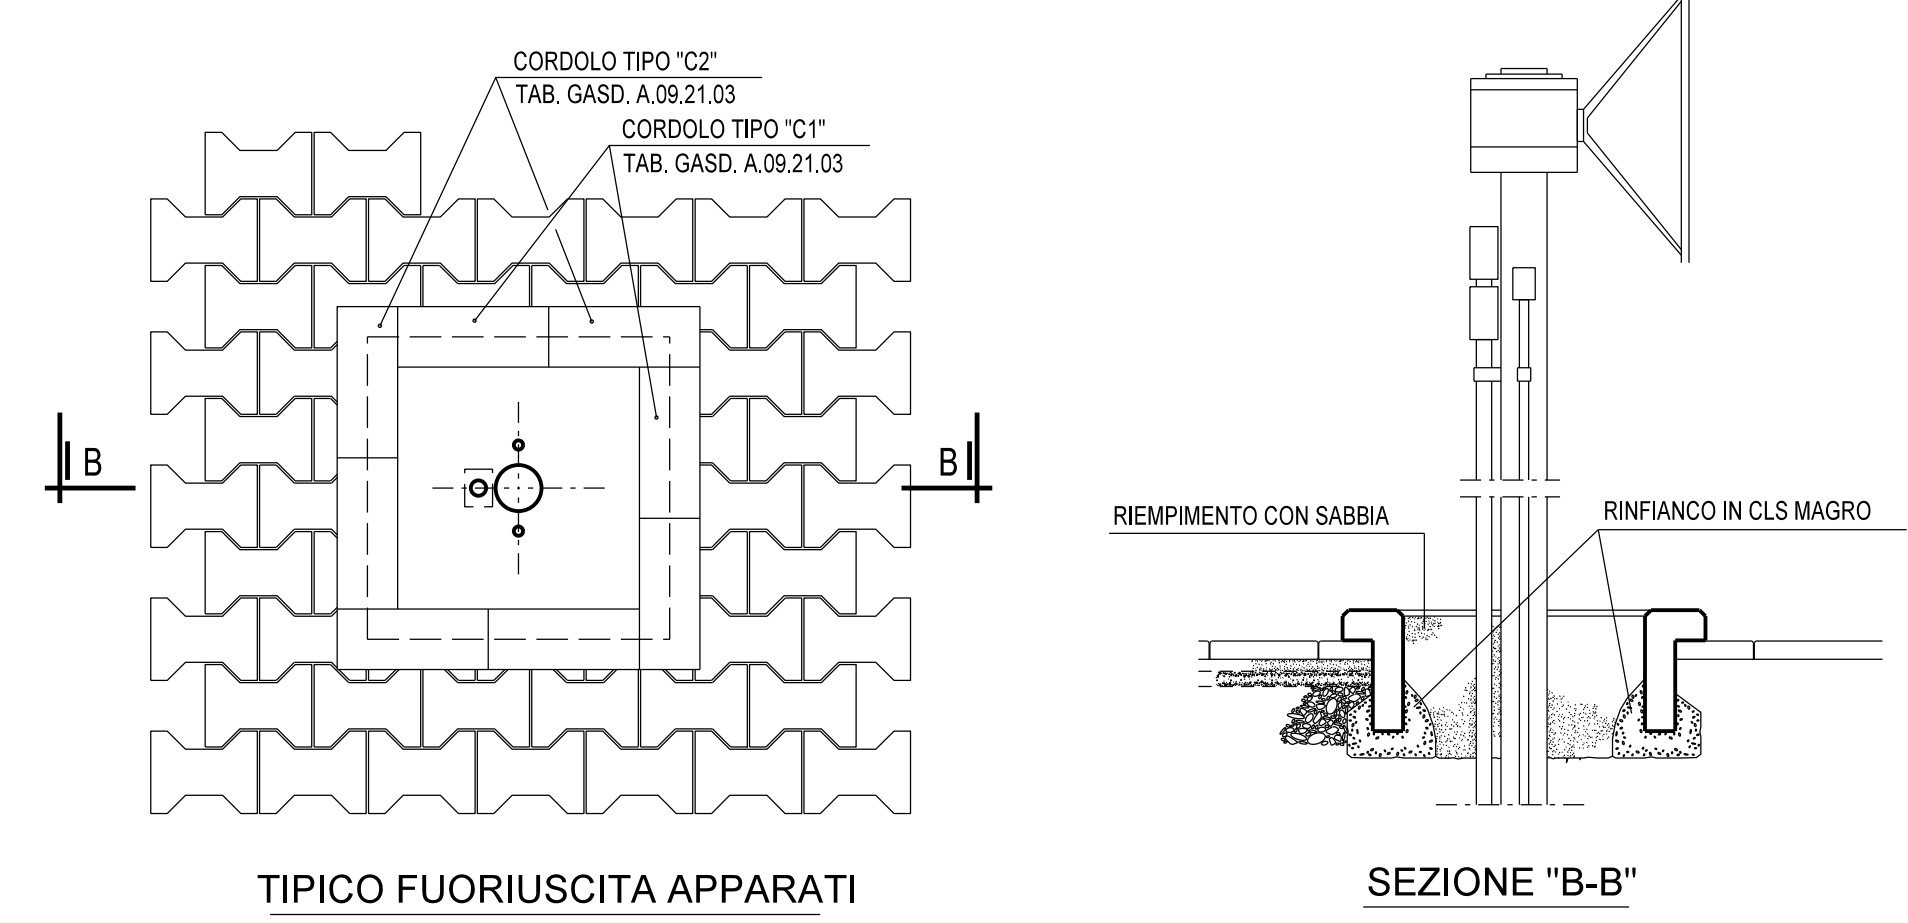 CORDOLO TIPO "C2"
TAB. GASD. A.09.21.03
CORDOLO TIPO "C1"
TAB. GASD. A.09.21.03
B
B
TIPICO FUORIUSCITA APPARATI
RIEMPIMENTO CON SABBIA
RINFIANCO IN CLS MAGRO
SEZIONE "B-B"